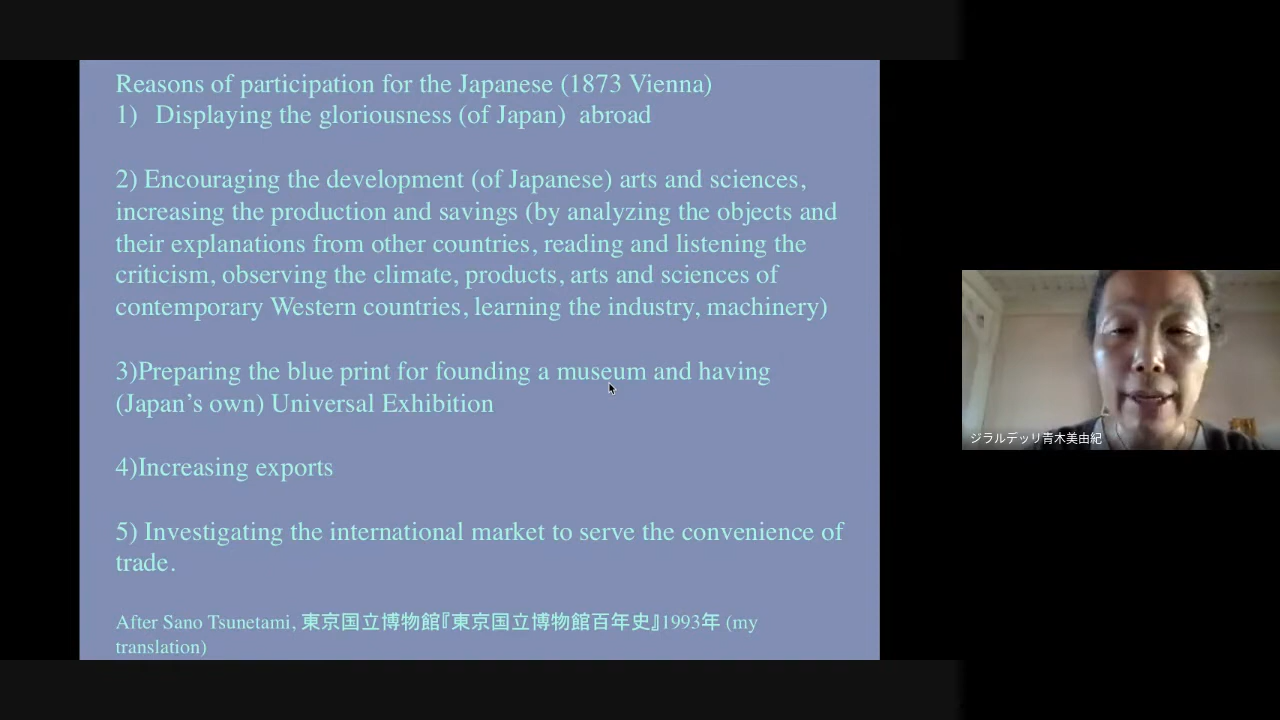 Reasons of participation for the Japanese (1873 Vienna)
1) Displaying the gloriousness (of Japan) abroad
2) Encouraging the development (of Japanese) arts and sciences,
increasing the production and savings (by analyzing the objects and
their explanations from other countries, reading and listening the
criticism, observing the climate, products, arts and sciences of
contemporary Western countries, learning the industry, machinery)
3)Preparing the blue print for founding a museum and having
(Japan’s own) Universal Exhibition
4)Increasing exports
5) Investigating the international market to serve the convenience of
trade.
After Sano Tsunetami, 東京国立博物館『東京国立博物館百年史』1993年 (my
translation)
ジラルデッリ青木美由紀